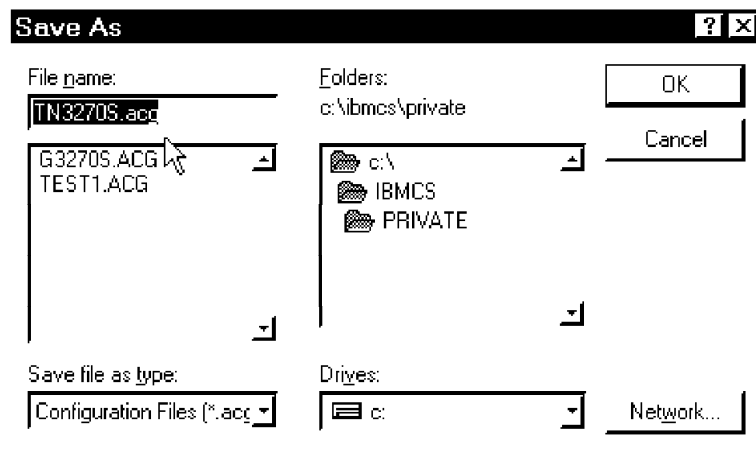 Save As
File name:
TN3270S.acg
G3270S.ACG
TEST1.ACG
Save file as type:
Configuration Files (*.acg
Folders:
c:\ibmcs\private
c:\
IBMCS
PRIVATE
Drives:
c:
OK
Cancel
Network...